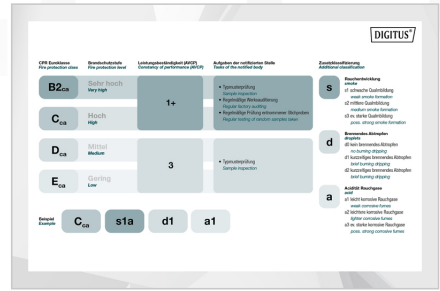 DIGITUS®
CPR Euroklasse
Fire protection class
Brandschutzstufe
Fire protection level
Leistungsbeständigkeit (AVCP)
Constancy of performance (AVCP)
Aufgaben der notifizierten Stelle
Tasks of the notified body
Zusatzklassifizierung
Additional classification
B2ca
Sehr hoch
Very high
1+
• Typmusterprüfung
Sample inspection
• Regelmäßige Werksauditierung
Regular factory auditing
• Regelmäßige Prüfung entnommener Stichproben
Regular testing of random samples taken
Cca
Hoch
High
Dca
Mittel
Medium
3
• Typmusterprüfung
Sample inspection
Eca
Gering
Low
s
Rauchentwicklung
smoke
s1 schwache Qualmbildung
weak smoke formation
s2 mittlere Qualmbildung
medium smoke formation
s3 ev. starke Qualmbildung
poss. strong smoke formation
d
Brennendes Abtropfen
droplets
d0 kein brennendes Abtropfen
no burning dripping
d1 kurzzeitiges brennendes Abtropfen
brief burning dripping
d2 kurzzeitiges brennendes Abtropfen
brief burning dripping
a
Acidität Rauchgase
acid
a1 leicht korrosive Rauchgase
weak corrosive fumes
a2 leichtere korrosive Rauchgase
lighter corrosive fumes
a3 ev. starke korrosive Rauchgase
poss. strong corrosive fumes
Beispiel
Example
Cca
s1a
d1
a1